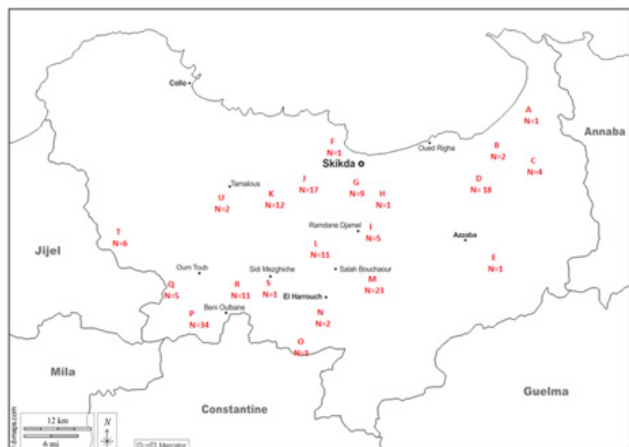 Collo
A
N=1
Annaba
F
N=1
Oued Righa
B
N=2
Skikda
C
N=4
J
N=17
G
N=9
H
N=1
D
N= 18
Tamalous
U
N=2
K
N=12
T
N=6
Ramdane Djamel
I
N=5
Azzaba
Jijel
L
N=11
E
N=1
Oum Toub
Sidi Mezghiche
Salah Bouchaour
Q
N=5
R
N=11
S
N=1
M
N=23
El Harrouch
P
N=34
Beni Oulbane
N
N=2
O
N=1
Mila
Guelma
Constantine
12 km
6 mi
N
Mercator